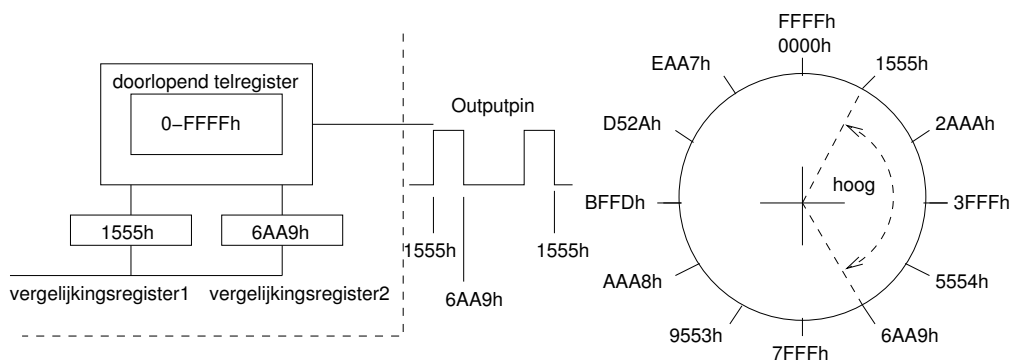 doorlopend telregister
0–FFFFh
1555h
6AA9h
vergelijkingsregister1
vergelijkingsregister2
Outputpin
1555h
6AA9h
1555h
FFFFh
0000h
1555h
2AAAh
3FFFh
5554h
6AA9h
7FFFh
9553h
AAA8h
BFFDh
D52Ah
EAA7h
hoog